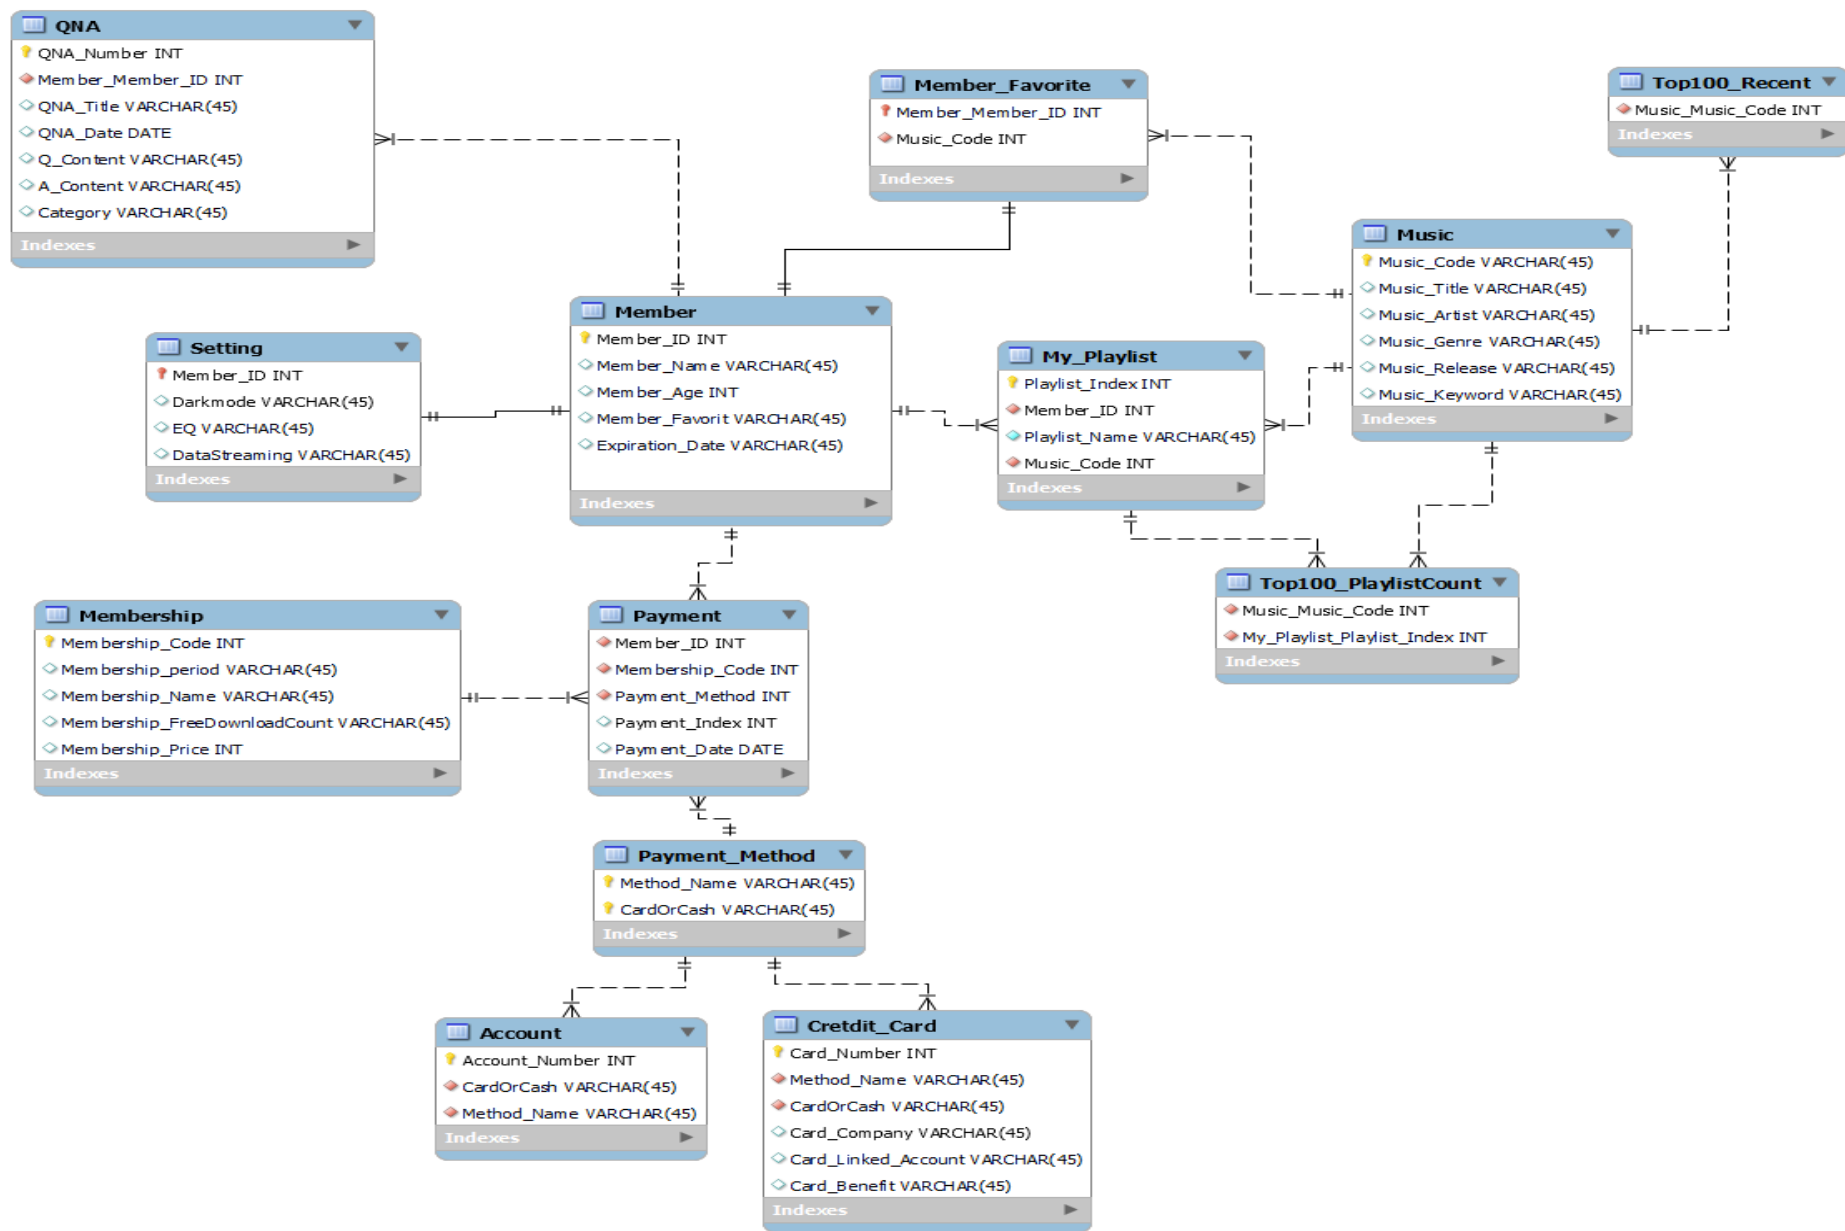 QNA
QNA_Number INT
Member_Member_ID INT
QNA_Title VARCHAR(45)
QNA_Date DATE
Q_Content VARCHAR(45)
A_Content VARCHAR(45)
Category VARCHAR(45)
Indexes
Member_Favorite
Member_Member_ID INT
Music_Code INT
Indexes
Top100_Recent
Music_Music_Code INT
Indexes
Music
Music_Code VARCHAR(45)
Music_Title VARCHAR(45)
Music_Artist VARCHAR(45)
Music_Genre VARCHAR(45)
Music_Release VARCHAR(45)
Music_Keyword VARCHAR(45)
Indexes
Member
Member_ID INT
Member_Name VARCHAR(45)
Member_Age INT
Member_Favorit VARCHAR(45)
Expiration_Date VARCHAR(45)
Indexes
Setting
Member_ID INT
Darkmode VARCHAR(45)
EQ VARCHAR(45)
DataStreaming VARCHAR(45)
Indexes
My_Playlist
Playlist_Index INT
Member_ID INT
Playlist_Name VARCHAR(45)
Music_Code INT
Indexes
Top100_PlaylistCount
Music_Music_Code INT
My_Playlist_Playlist_Index INT
Indexes
Membership
Membership_Code INT
Membership_period VARCHAR(45)
Membership_Name VARCHAR(45)
Membership_FreeDownloadCount VARCHAR(45)
Membership_Price INT
Indexes
Payment
Member_ID INT
Membership_Code INT
Payment_Method INT
Payment_Index INT
Payment_Date DATE
Indexes
Payment_Method
Method_Name VARCHAR(45)
CardOrCash VARCHAR(45)
Indexes
Account
Account_Number INT
CardOrCash VARCHAR(45)
Method_Name VARCHAR(45)
Indexes
Cretdit_Card
Card_Number INT
Method_Name VARCHAR(45)
CardOrCash VARCHAR(45)
Card_Company VARCHAR(45)
Card_Linked_Account VARCHAR(45)
Card_Benefit VARCHAR(45)
Indexes